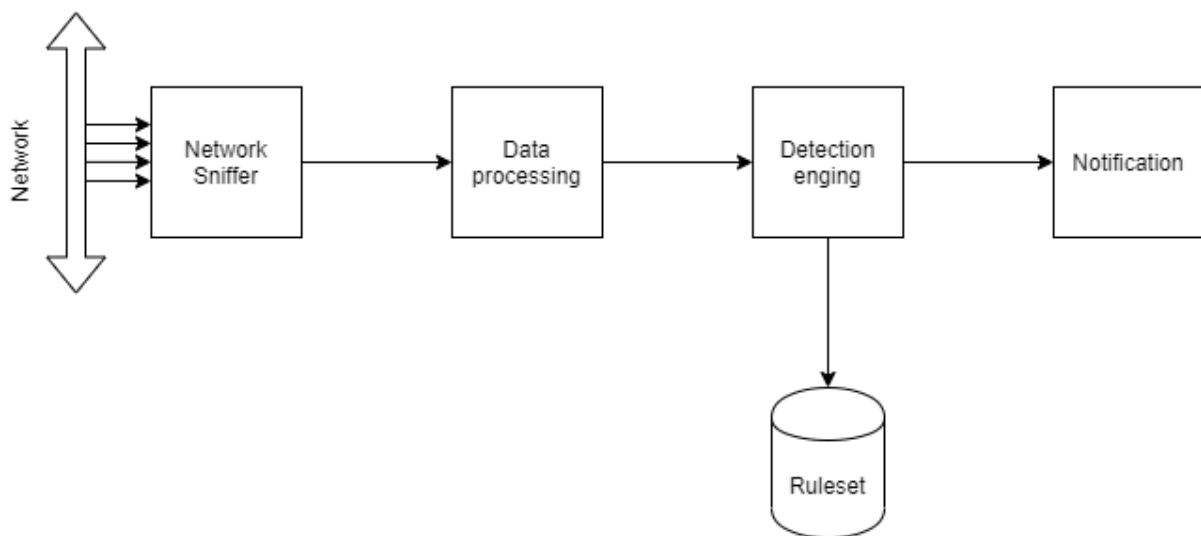 Network
Network
Sniffer
Data
processing
Detection
enging
Notification
Ruleset